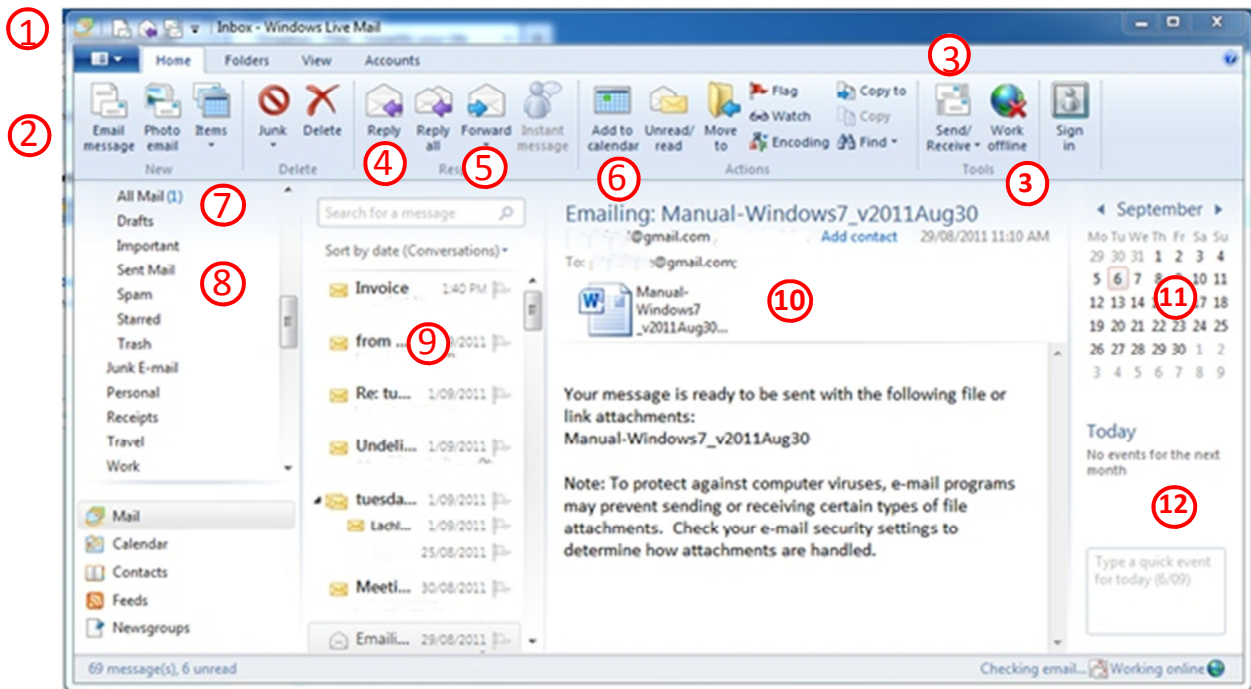 1
Inbox - Windows Live Mail
Home Folders View Accounts
3
2
Email message
Photo email
Items
New
Junk
Delete
Delete
Reply
Reply all
Forward
Instant message
4
5
Add to calendar
Unread/ read
Move to
Flag
Watch
Encoding
Copy to
Copy
Find
Actions
6
Send/ Receive
Work offline
Tools
3
Sign in
All Mail (1)
7
Drafts
Important
Sent Mail
8
Spam
Starred
Trash
Junk E-mail
Personal
Receipts
Travel
Work
Mail
Calendar
Contacts
Feeds
Newsgroups
Search for a message
Sort by date (Conversations)
Invoice 1:40 PM
from ... 9 /2011
Re: tu... 1/09/2011
Undeli... 1/09/2011
tuesda... 1/09/2011
Lachl... 1/09/2011
25/08/2011
Meeti... 30/08/2011
Emaili... 29/08/2011
Emailing: Manual-Windows7_v2011Aug30
@gmail.com Add contact 29/08/2011 11:10 AM
To: @gmail.com;
Manual-
Windows7
_v2011Aug30...
10
Your message is ready to be sent with the following file or
link attachments:
Manual-Windows7_v2011Aug30
Note: To protect against computer viruses, e-mail programs
may prevent sending or receiving certain types of file
attachments. Check your e-mail security settings to
determine how attachments are handled.
September
Mo Tu We Th Fr Sa Su
29 30 31 1 2 3 4
5 6 7 8 9 10 11
12 13 14 17 18
11
19 20 21 22 23 24 25
26 27 28 29 30 1 2
3 4 5 6 7 8 9
Today
No events for the next
month
12
Type a quick event
for today (6/09)
69 message(s), 6 unread
Checking email... Working online